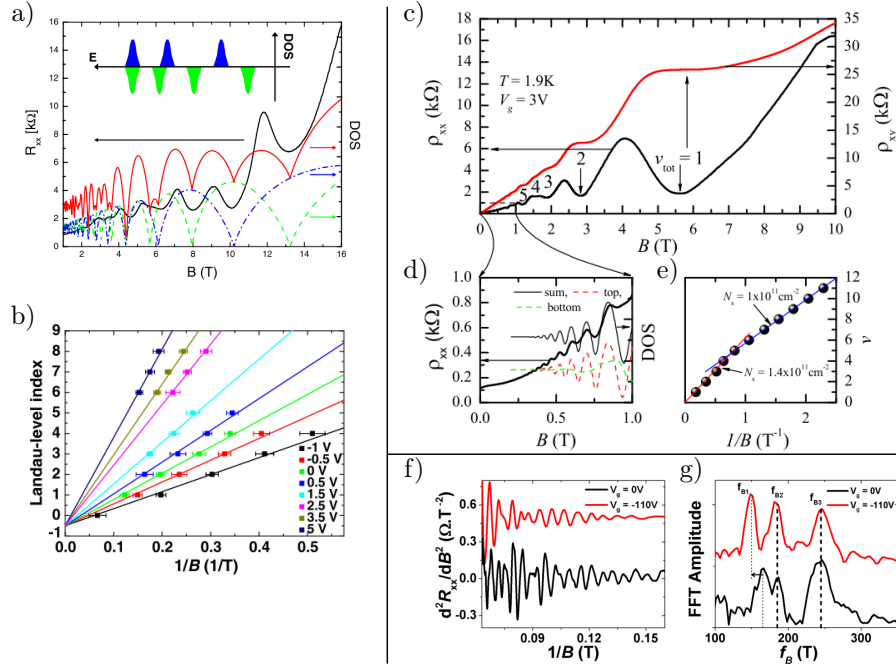 a)
18
16
14
12
10
8
6
4
2
0
R_xx [kΩ]
E
DOS
DOS
2 4 6 8 10 12 14 16
B (T)
b)
9
8
7
6
5
4
3
2
1
0
-1
Landau-level index
-1 V
-0.5 V
0 V
0.5 V
1.5 V
2.5 V
3.5 V
5 V
0.0 0.1 0.2 0.3 0.4 0.5
1/B (1/T)
c)
18
16
14
12
10
8
6
4
2
ρ_xx (kΩ)
T = 1.9K
V_g = 3V
5 4 3 2 ν_tot = 1
35
30
25
20
15
10
5
0
ρ_xy (kΩ)
0 1 2 3 4 5 6 7 8 9 10
B (T)
d)
1.0
0.8
0.6
0.4
0.2
0.0
ρ_xx (kΩ)
sum, top,
bottom
DOS
0.0 0.5 1.0
B (T)
e)
N_s = 1x10^11cm^-2
N_s = 1.4x10^11cm^-2
12
10
8
6
4
2
0
ν
0 1 2
1/B (T^-1)
f)
V_g = 0V
V_g = -110V
0.6
0.3
0.0
-0.3
d²R_xx/dB² (Ω.T^-2)
0.09 0.12 0.15
1/B (T)
g)
f_B1
f_B2
f_B3
V_g = 0V
V_g = -110V
FFT Amplitude
100 200 300
f_B (T)